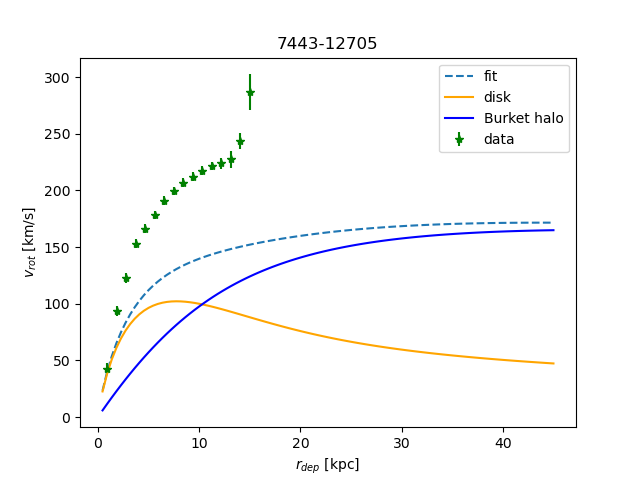 7443-12705
300
250
200
150
100
50
0
v_rot [km/s]
fit
disk
Burket halo
data
0 10 20 30 40
r_dep [kpc]